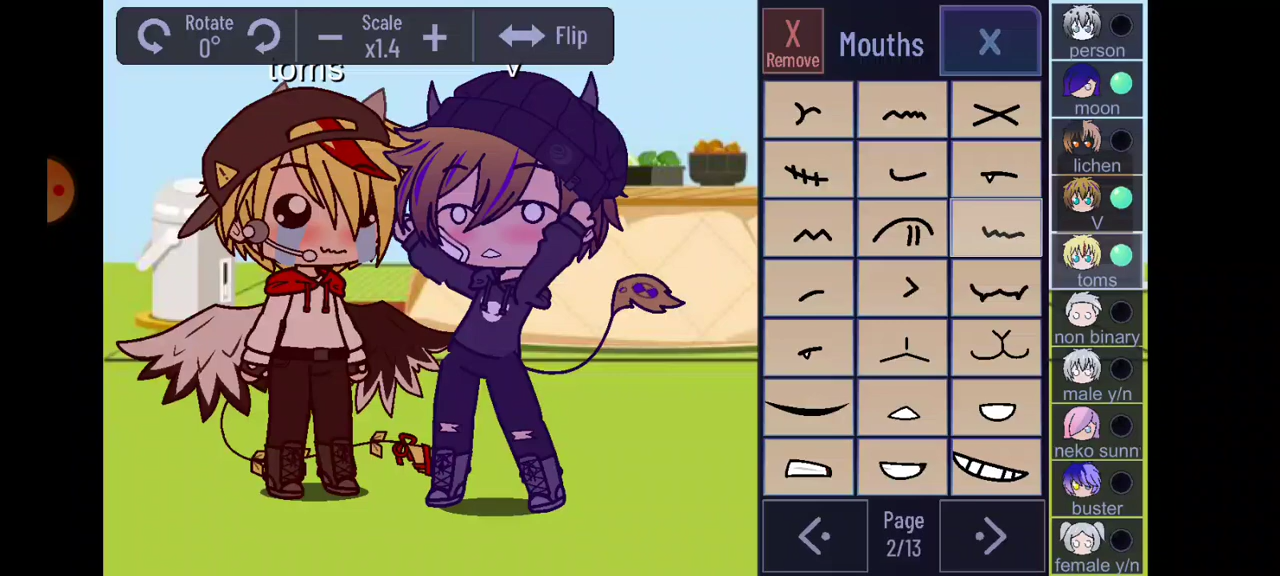 Rotate
0°
Scale
x1.4
Flip
toms
V
X
Remove
Mouths
X
Page
2/13
person
moon
lichen
V
toms
non binary
male y/n
neko sunn
buster
female y/n